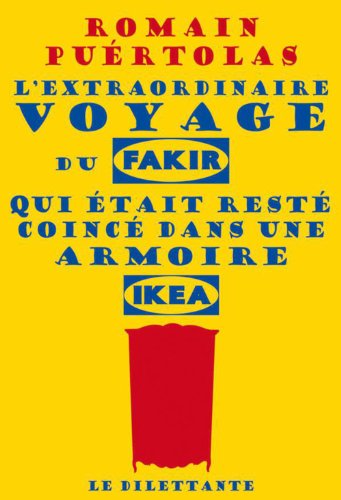 ROMAIN
PUÉRTOLAS
L'EXTRAORDINAIRE
VOYAGE
DU FAKIR
QUI ÉTAIT RESTÉ
COINCÉ DANS UNE
ARMOIRE
IKEA
LE DILETTANTE